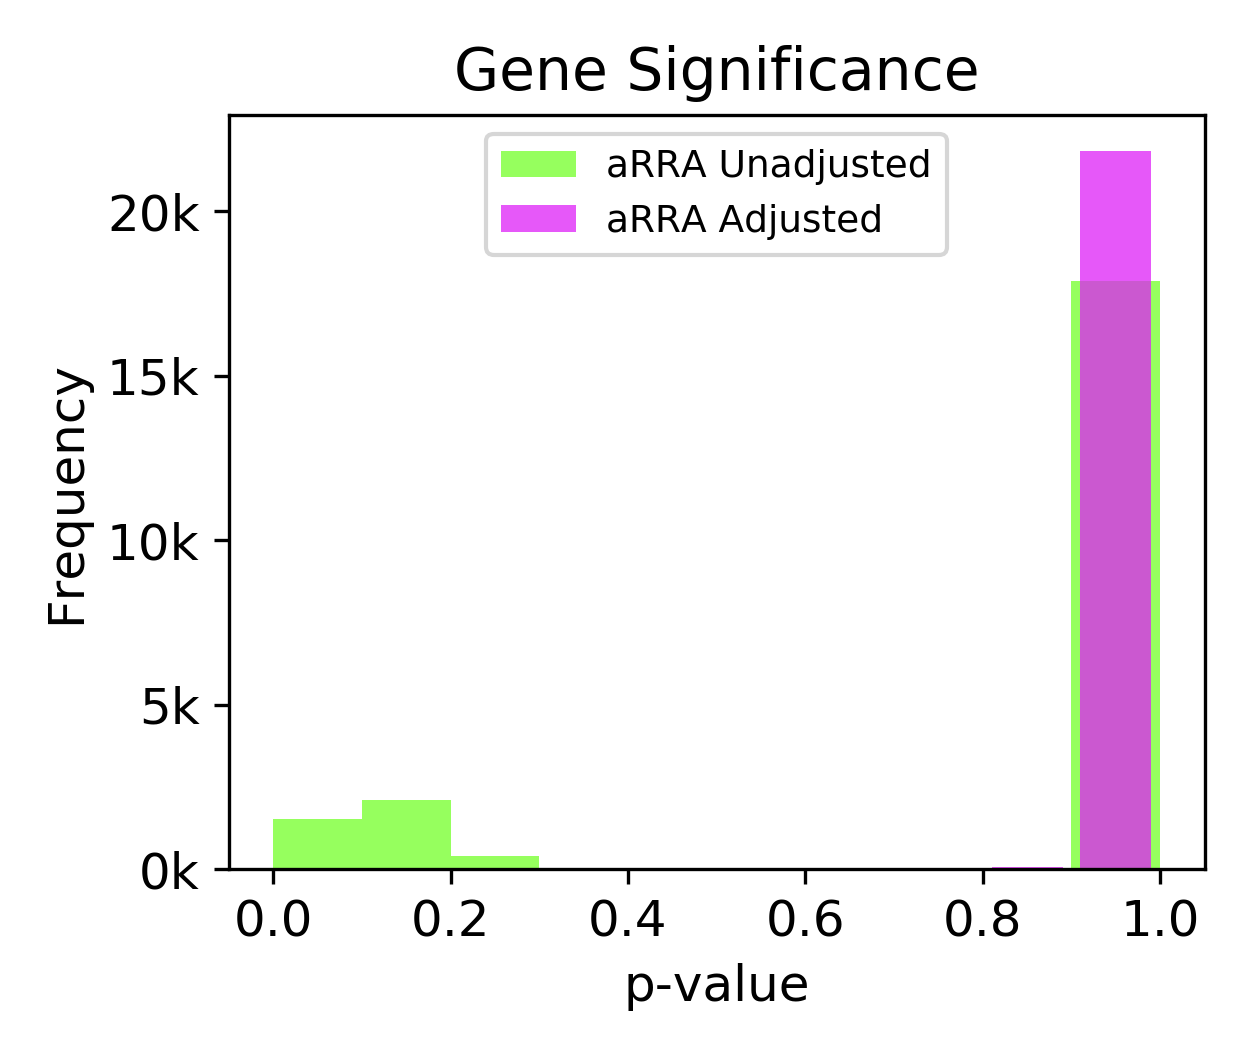 Gene Significance
aRRA Unadjusted
aRRA Adjusted
20k
15k
10k
5k
0k
Frequency
0.0 0.2 0.4 0.6 0.8 1.0
p-value